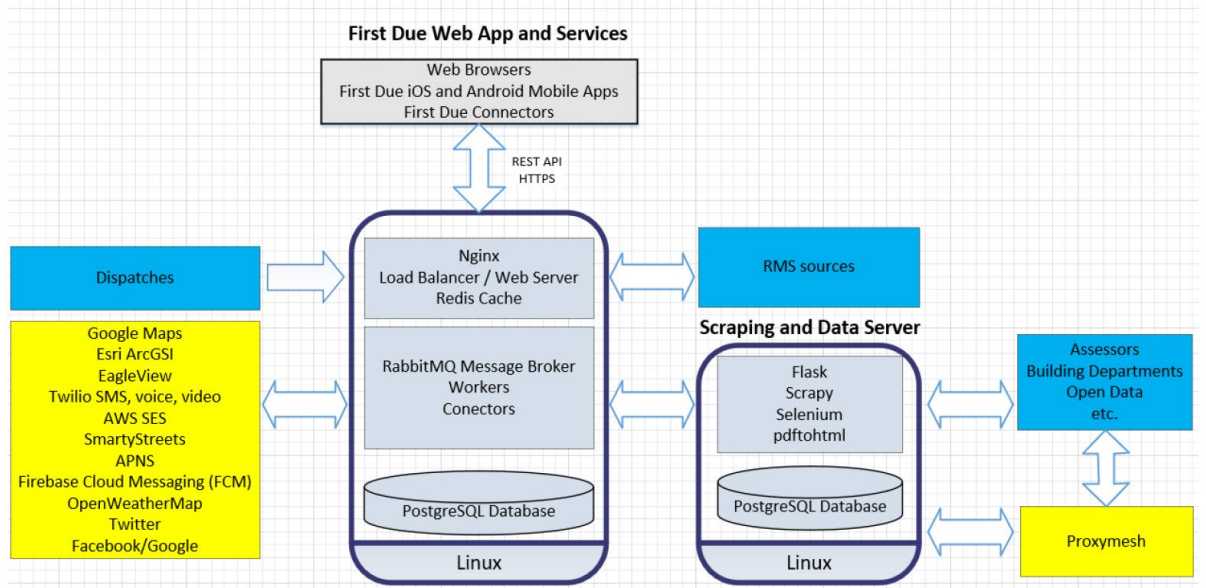 First Due Web App and Services
Web Browsers
First Due iOS and Android Mobile Apps
First Due Connectors
REST API
HTTPS
Dispatches
Nginx
Load Balancer / Web Server
Redis Cache
RMS sources
Google Maps
Esri ArcGSI
EagleView
Twilio SMS, voice, video
AWS SES
SmartyStreets
APNS
Firebase Cloud Messaging (FCM)
OpenWeatherMap
Twitter
Facebook/Google
RabbitMQ Message Broker
Workers
Conectors
PostgreSQL Database
Linux
Scraping and Data Server
Flask
Scrapy
Selenium
pdftohtml
PostgreSQL Database
Linux
Assessors
Building Departments
Open Data
etc.
Proxymesh